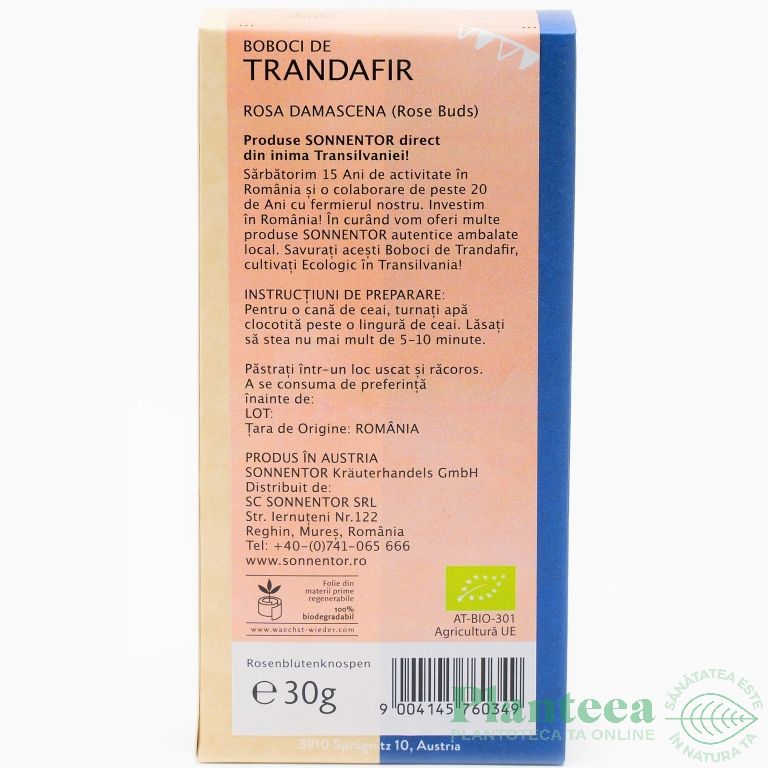 BOBOCI DE
TRANDAFIR
ROSA DAMASCENA (Rose Buds)
Produse SONNENTOR direct
din inima Transilvaniei!
Sărbătorim 15 Ani de activitate în
România și o colaborare de peste 20
de Ani cu fermierul nostru. Investim
în România! În curând vom oferi multe
produse SONNENTOR autentice ambalate
local. Savurați acești Boboci de Trandafir,
cultivați Ecologic în Transilvania!
INSTRUCȚIUNI DE PREPARARE:
Pentru o cană de ceai, turnați apă
clocotită peste o lingură de ceai. Lăsați
să stea nu mai mult de 5-10 minute.
Păstrați într-un loc uscat și răcoros.
A se consuma de preferință
înainte de:
LOT:
Țara de Origine: ROMÂNIA
PRODUS ÎN AUSTRIA
SONNENTOR Kräuterhandels GmbH
Distribuit de:
SC SONNENTOR SRL
Str. Iernuțeni Nr.122
Reghin, Mureș, România
Tel: +40-(0)741-065 666
www.sonnentor.ro
Folie din
materii prime
regenerabile
100%
biodegradabil
www.waechst-wieder.com
AT-BIO-301
Agricultură UE
Rosenblütenknospen
℮30g
9 004145 760349
3910 Sprögnitz 10, Austria
Planteea
PLANTOTECA TA ONLINE
SĂNĂTATEA ESTE
ÎN NATURA TA